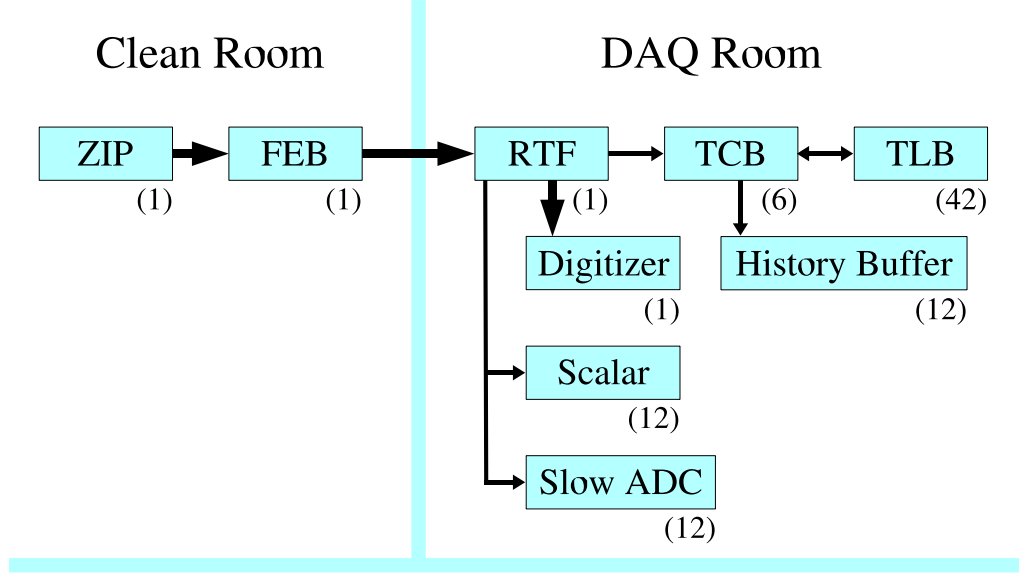 Clean Room
DAQ Room
ZIP
FEB
RTF
TCB
TLB
(1)
(1)
(1)
(6)
(42)
Digitizer
History Buffer
(1)
(12)
Scalar
(12)
Slow ADC
(12)